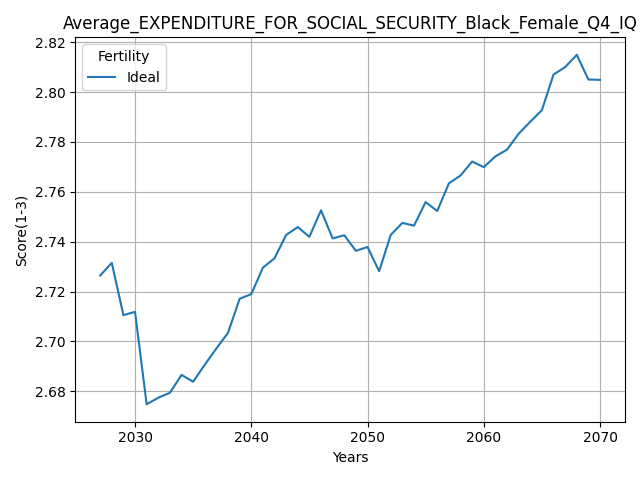 Average_EXPENDITURE_FOR_SOCIAL_SECURITY_Black_Female_Q4_IQ
Fertility
Ideal
Score(1-3)
2.82
2.80
2.78
2.76
2.74
2.72
2.70
2.68
2030 2040 2050 2060 2070
Years